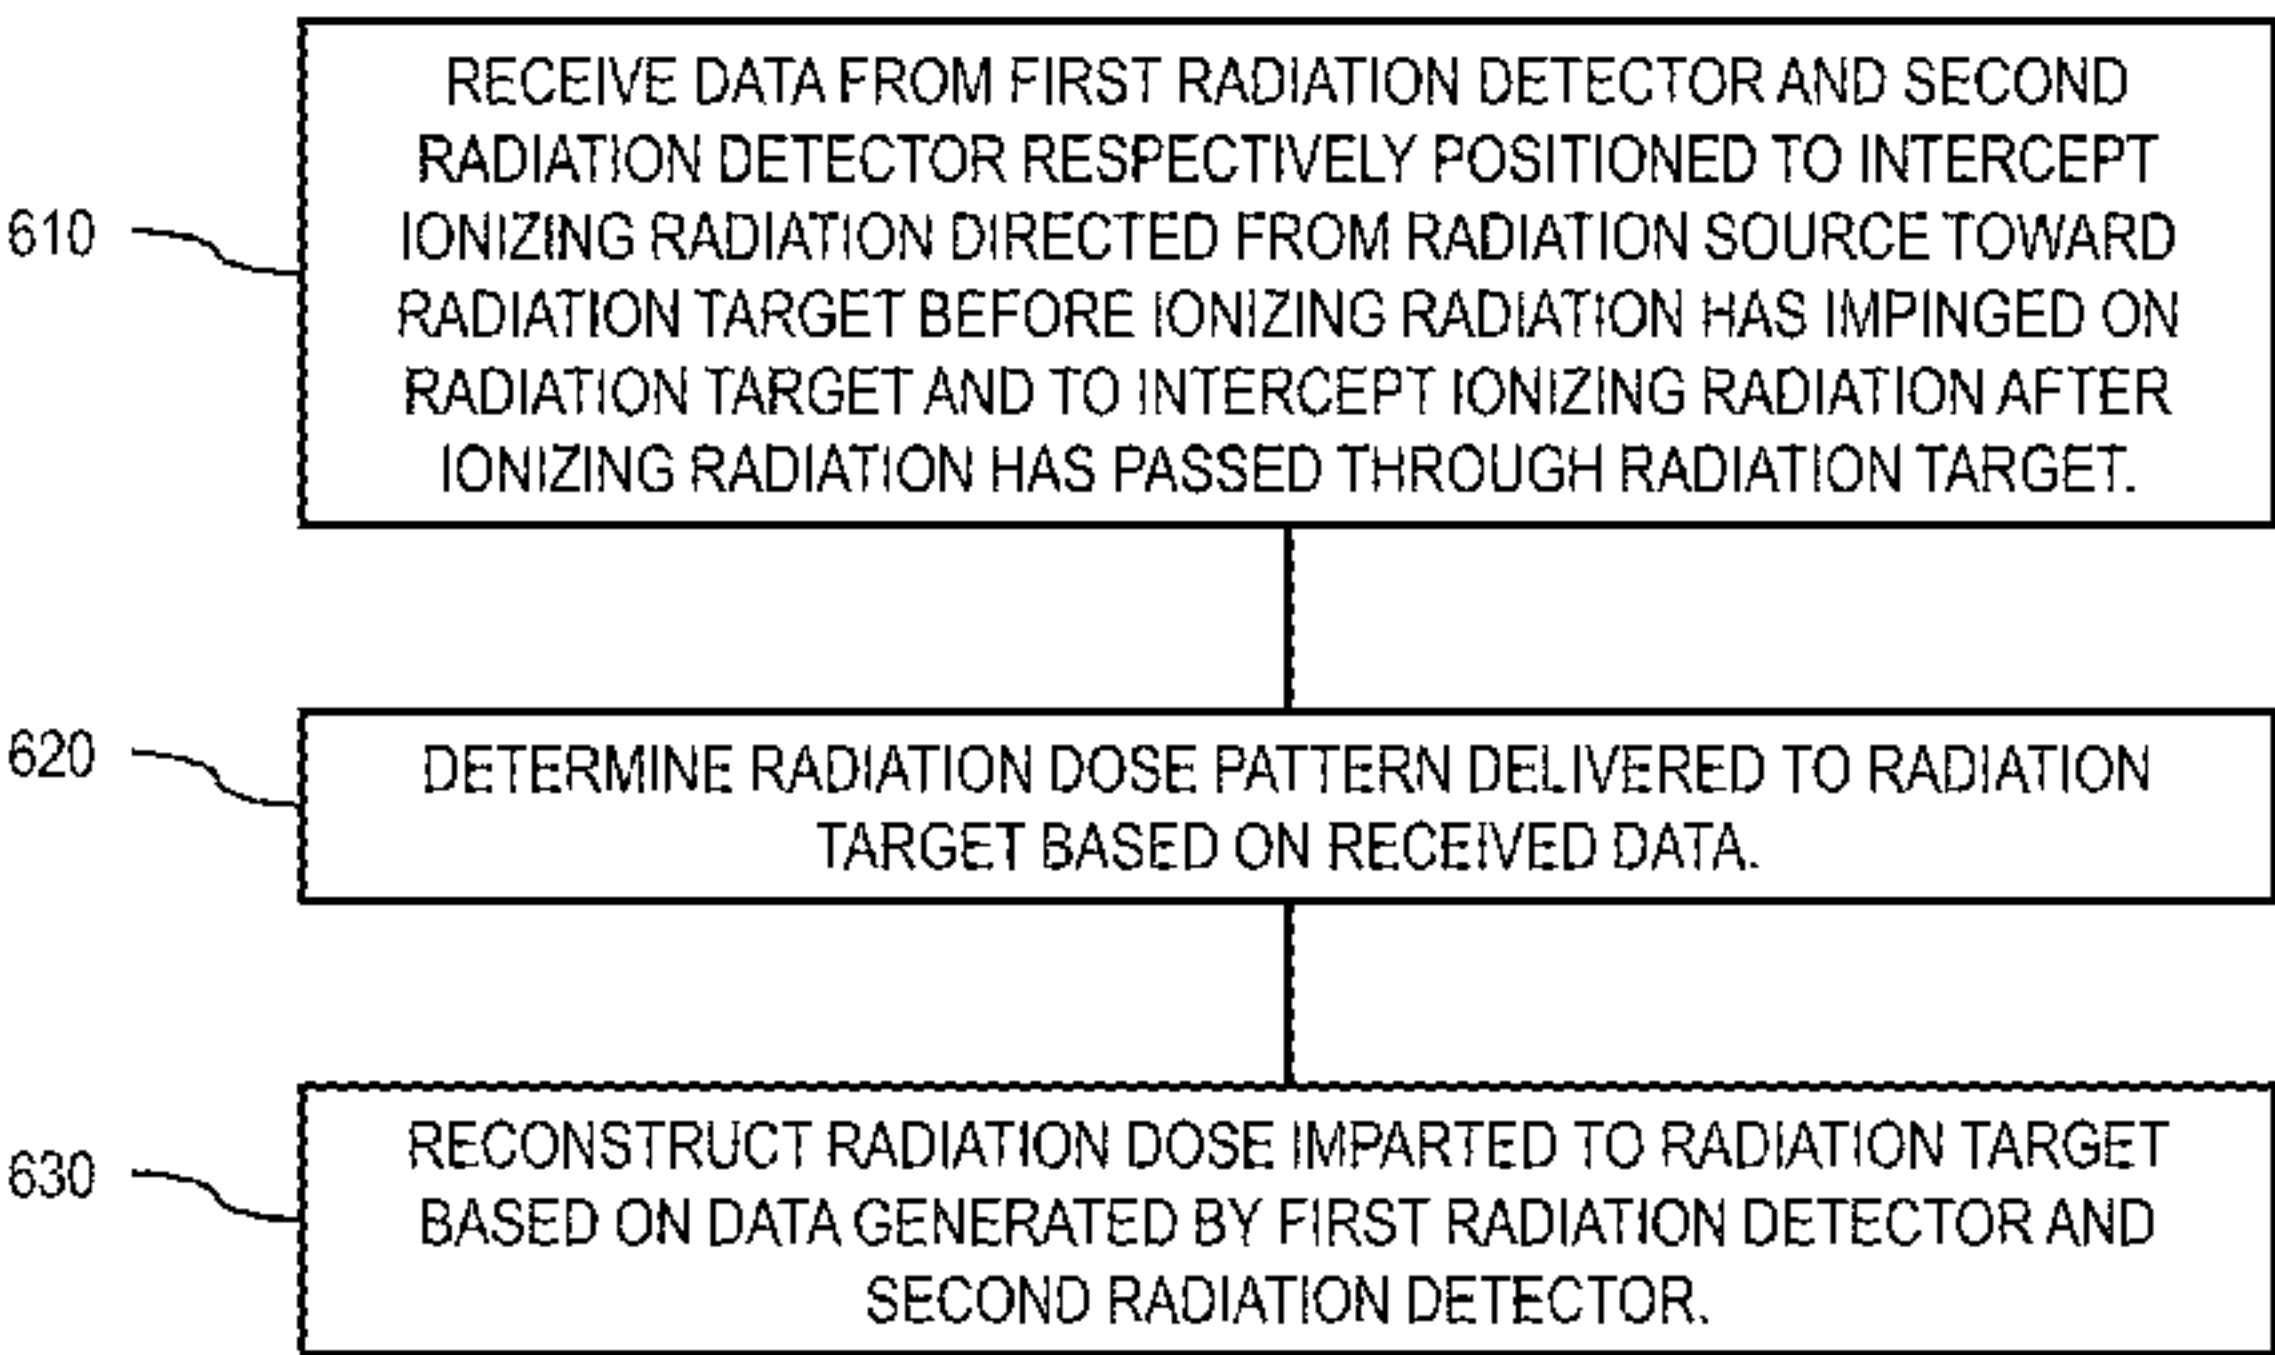 RECEIVE DATA FROM FIRST RADIATION DETECTOR AND SECOND
RADIATION DETECTOR RESPECTIVELY POSITIONED TO INTERCEPT
610
IONIZING RADIATION DIRECTED FROM RADIATION SOURCE TOWARD
RADIATION TARGET BEFORE IONIZING RADIATION HAS IMPINGED ON
RADIATION TARGET AND TO INTERCEPT IONIZING RADIATION AFTER
IONIZING RADIATION HAS PASSED THROUGH RADIATION TARGET.
620
DETERMINE RADIATION DOSE PATTERN DELIVERED TO RADIATION
TARGET BASED ON RECEIVED DATA.
630
RECONSTRUCT RADIATION DOSE IMPARTED TO RADIATION TARGET
BASED ON DATA GENERATED BY FIRST RADIATION DETECTOR AND
SECOND RADIATION DETECTOR.